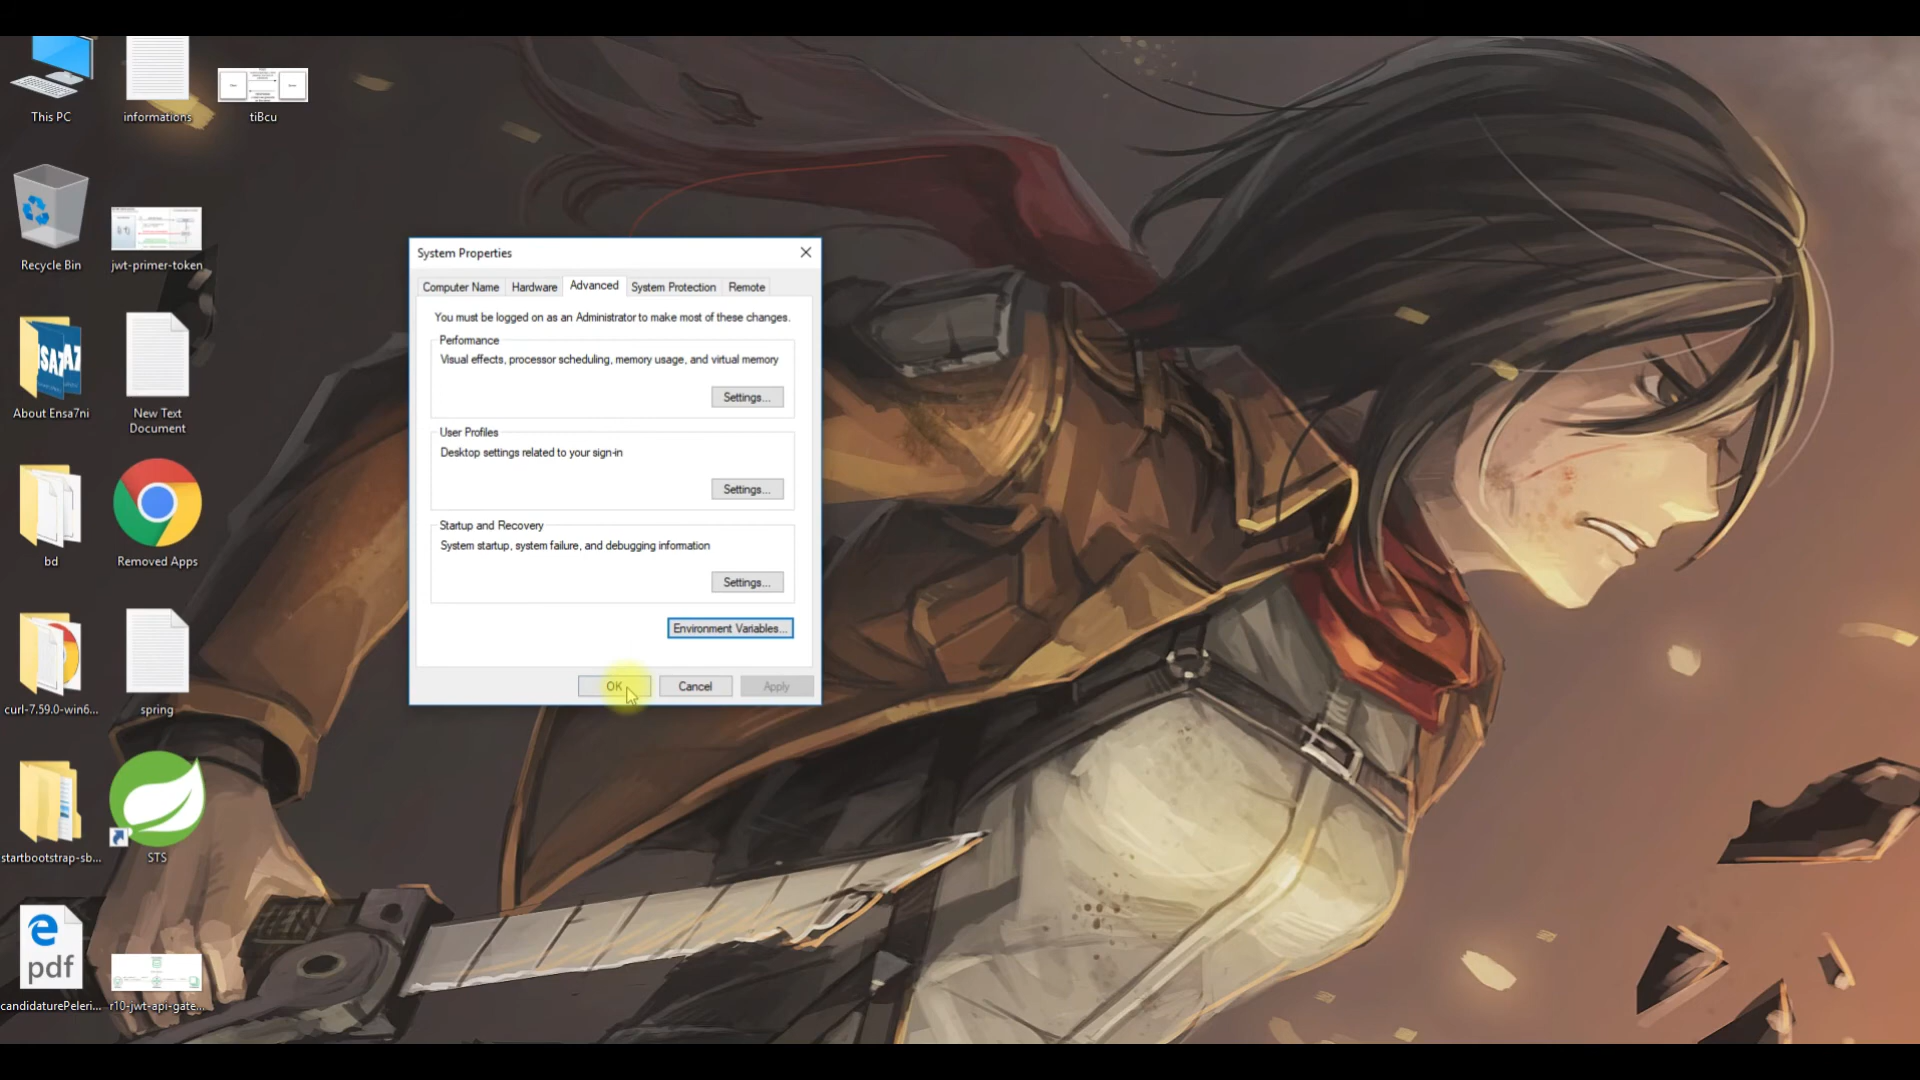 This PC
informations
tiBcu
Recycle Bin
jwt-primer-token
About Ensa7ni
New Text
Document
bd
Removed Apps
curl-7.59.0-win6...
spring
startbootstrap-sb...
STS
pdf
candidaturePeleri...
r10-jwt-api-gate...
System Properties
Computer Name
Hardware
Advanced
System Protection
Remote
You must be logged on as an Administrator to make most of these changes.
Performance
Visual effects, processor scheduling, memory usage, and virtual memory
Settings...
User Profiles
Desktop settings related to your sign-in
Settings...
Startup and Recovery
System startup, system failure, and debugging information
Settings...
Environment Variables...
OK
Cancel
Apply